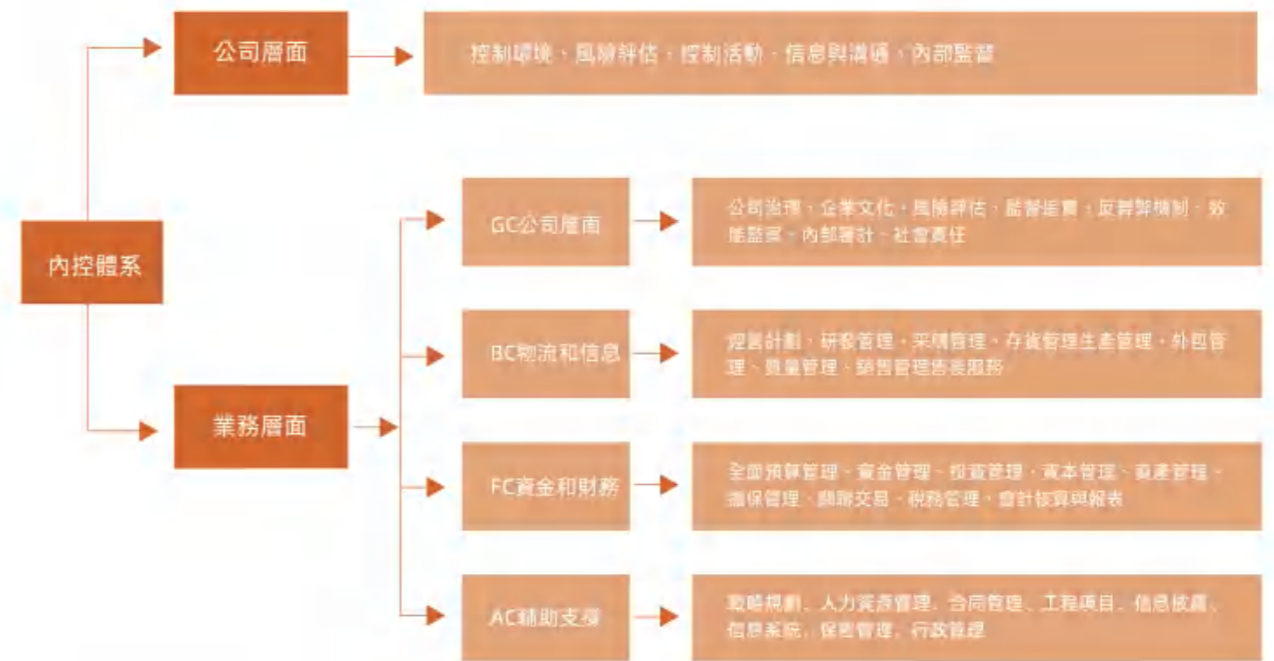 公司層面
控制環境、風險評估、控制活動、信息與溝通、內部監督
內控體系
業務層面
GC公司層面
公司治理、企業文化、風險評估、監督追責、反舞弊機制、效
能監察、內部審計、社會責任
BC物流和信息
經營計劃、研發管理、采購管理、存貨管理生產管理、外包管
理、質量管理、銷售管理售後服務
FC資金和財務
全面預算管理、資金管理、投資管理、資本管理、資產管理、
擔保管理、關聯交易、稅務管理、會計核算與報表
AC輔助支撐
戰略規劃、人力資源管理、合同管理、工程項目、信息披露、
信息系統、保密管理、行政管理